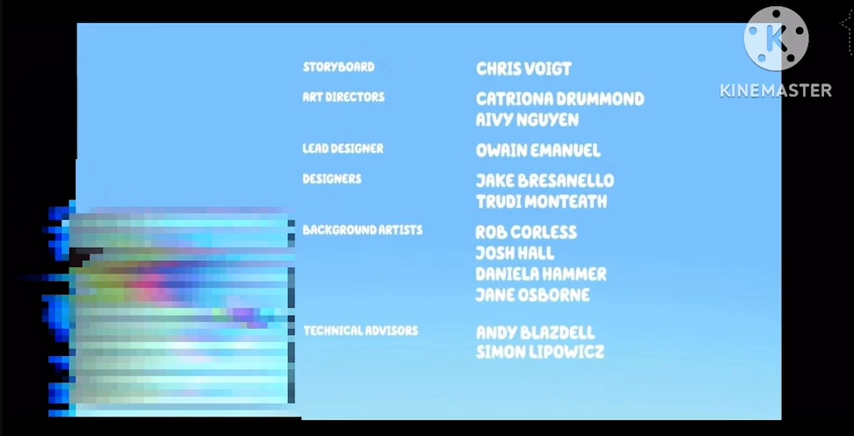 STORYBOARD CHRIS VOIGT
ART DIRECTORS CATRIONA DRUMMOND
AIVY NGUYEN
LEAD DESIGNER OWAIN EMANUEL
DESIGNERS JAKE BRESANELLO
TRUDI MONTEATH
BACKGROUND ARTISTS ROB CORLESS
JOSH HALL
DANIELA HAMMER
JANE OSBORNE
TECHNICAL ADVISORS ANDY BLAZDELL
SIMON LIPOWICZ
K
KINEMASTER